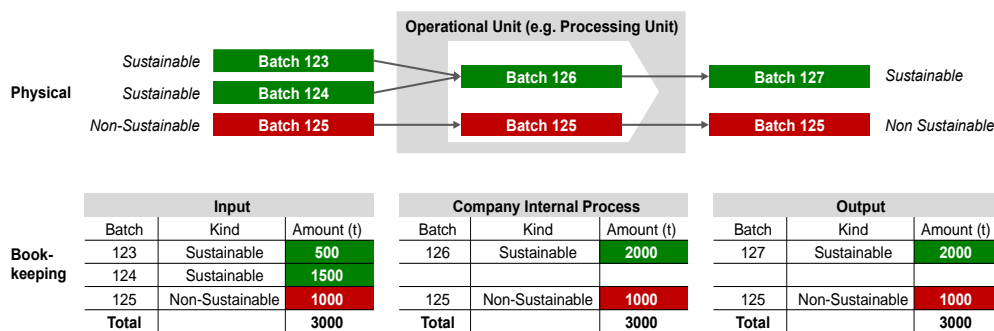 Operational Unit (e.g. Processing Unit)
Sustainable Batch 123
Batch 126 Batch 127 Sustainable
Sustainable Batch 124
Physical
Non-Sustainable Batch 125 Batch 125 Batch 125 Non Sustainable
Input Company Internal Process Output
Batch Kind Amount (t) Batch Kind Amount (t) Batch Kind Amount (t)
Book-
keeping
123 Sustainable 500 126 Sustainable 2000 127 Sustainable 2000
124 Sustainable 1500
125 Non-Sustainable 1000 125 Non-Sustainable 1000 125 Non-Sustainable 1000
Total 3000 Total 3000 Total 3000